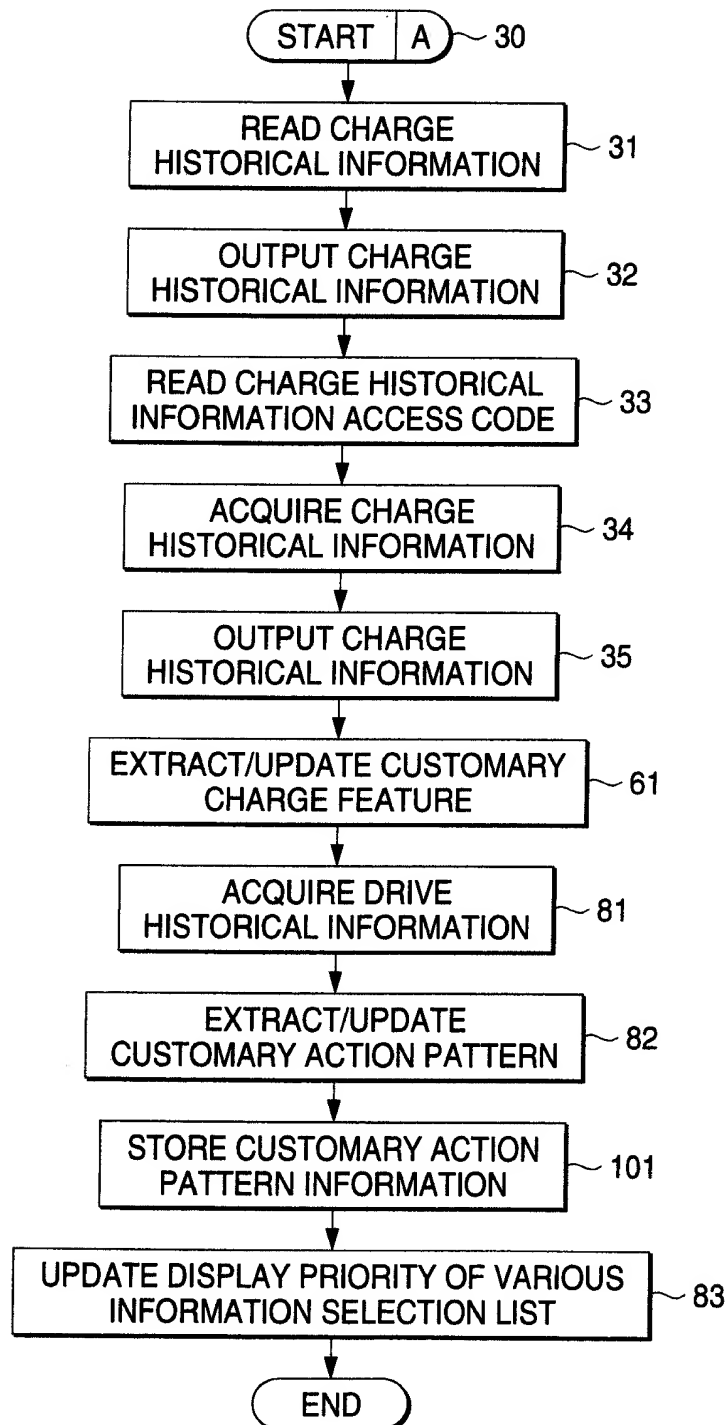 START A 30
READ CHARGE
HISTORICAL INFORMATION 31
OUTPUT CHARGE
HISTORICAL INFORMATION 32
READ CHARGE HISTORICAL
INFORMATION ACCESS CODE 33
ACQUIRE CHARGE
HISTORICAL INFORMATION 34
OUTPUT CHARGE
HISTORICAL INFORMATION 35
EXTRACT/UPDATE CUSTOMARY
CHARGE FEATURE 61
ACQUIRE DRIVE
HISTORICAL INFORMATION 81
EXTRACT/UPDATE
CUSTOMARY ACTION PATTERN 82
STORE CUSTOMARY ACTION
PATTERN INFORMATION 101
UPDATE DISPLAY PRIORITY OF VARIOUS
INFORMATION SELECTION LIST 83
END